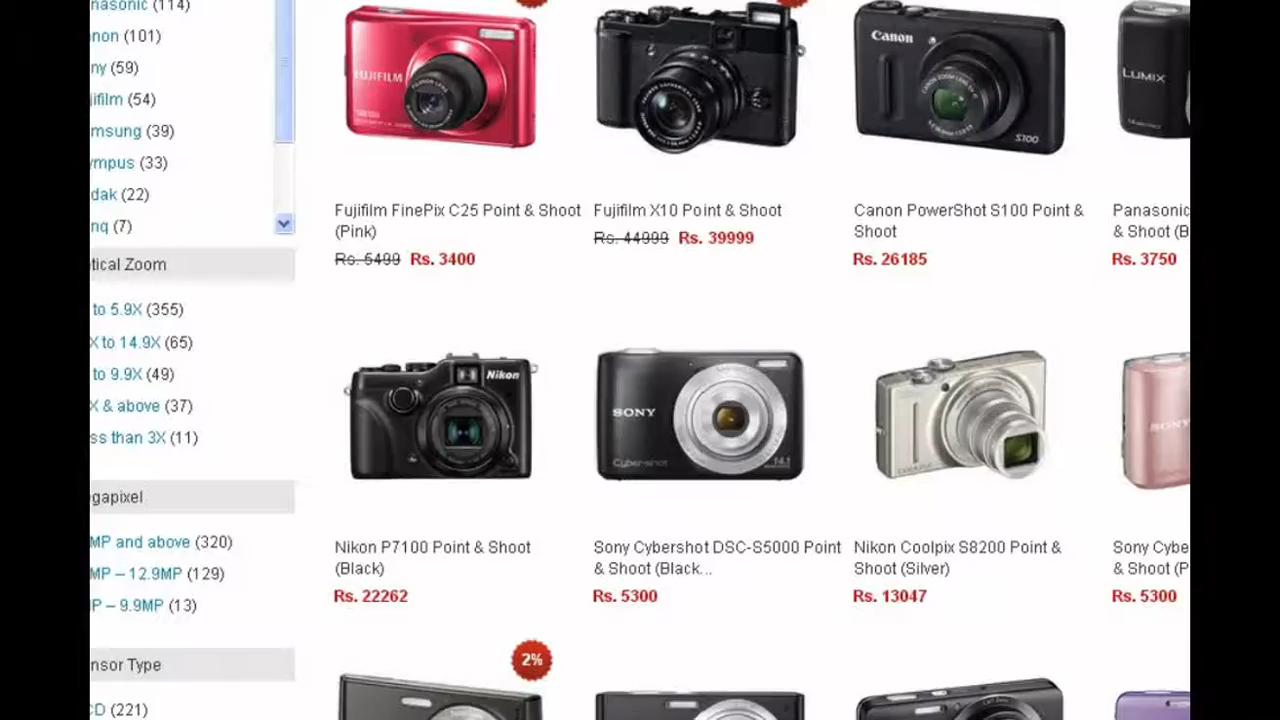 nasonic (114)
non (101)
ny (59)
jifilm (54)
msung (39)
ympus (33)
dak (22)
nq (7)
tical Zoom
to 5.9X (355)
X to 14.9X (65)
to 9.9X (49)
X & above (37)
ss than 3X (11)
gapixel
MP and above (320)
MP – 12.9MP (129)
P – 9.9MP (13)
nsor Type
CD (221)
FUJIFILM
Canon
S100
LUMIX
Fujifilm FinePix C25 Point & Shoot
(Pink)
Rs. 5499 Rs. 3400
Fujifilm X10 Point & Shoot
Rs. 44999 Rs. 39999
Canon PowerShot S100 Point &
Shoot
Rs. 26185
Panasonic
& Shoot (B
Rs. 3750
Nikon
SONY
Cyber-shot
14.1
SONY
Nikon P7100 Point & Shoot
(Black)
Rs. 22262
Sony Cybershot DSC-S5000 Point
& Shoot (Black...
Rs. 5300
Nikon Coolpix S8200 Point &
Shoot (Silver)
Rs. 13047
Sony Cybe
& Shoot (P
Rs. 5300
2%